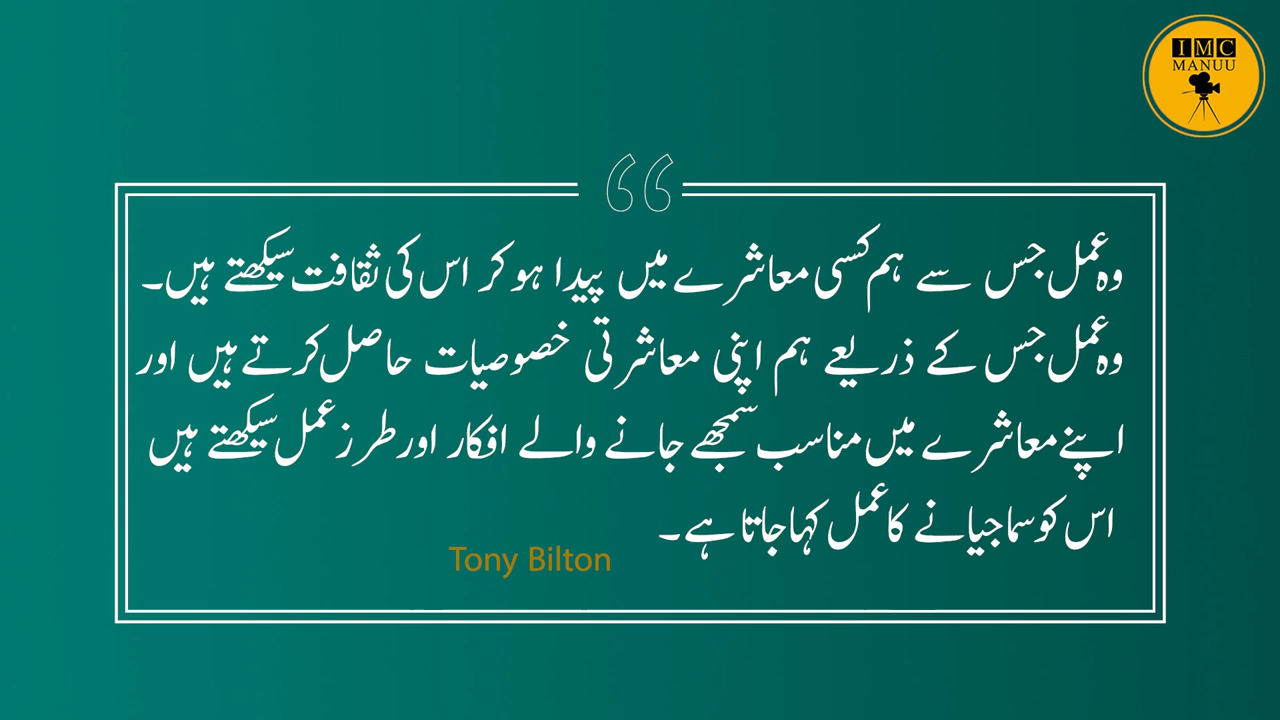 IMC
MANUU
وہ عمل جس سے ہم کسی معاشرے میں پیدا ہو کر اس کی ثقافت سیکھتے ہیں۔
وہ عمل جس کے ذریعے ہم اپنی معاشرتی خصوصیات حاصل کرتے ہیں اور
اپنے معاشرے میں مناسب سمجھے جانے والے افکار اور طرز عمل سیکھتے ہیں
اس کو سماجیانے کا عمل کہا جاتا ہے۔
Tony Bilton